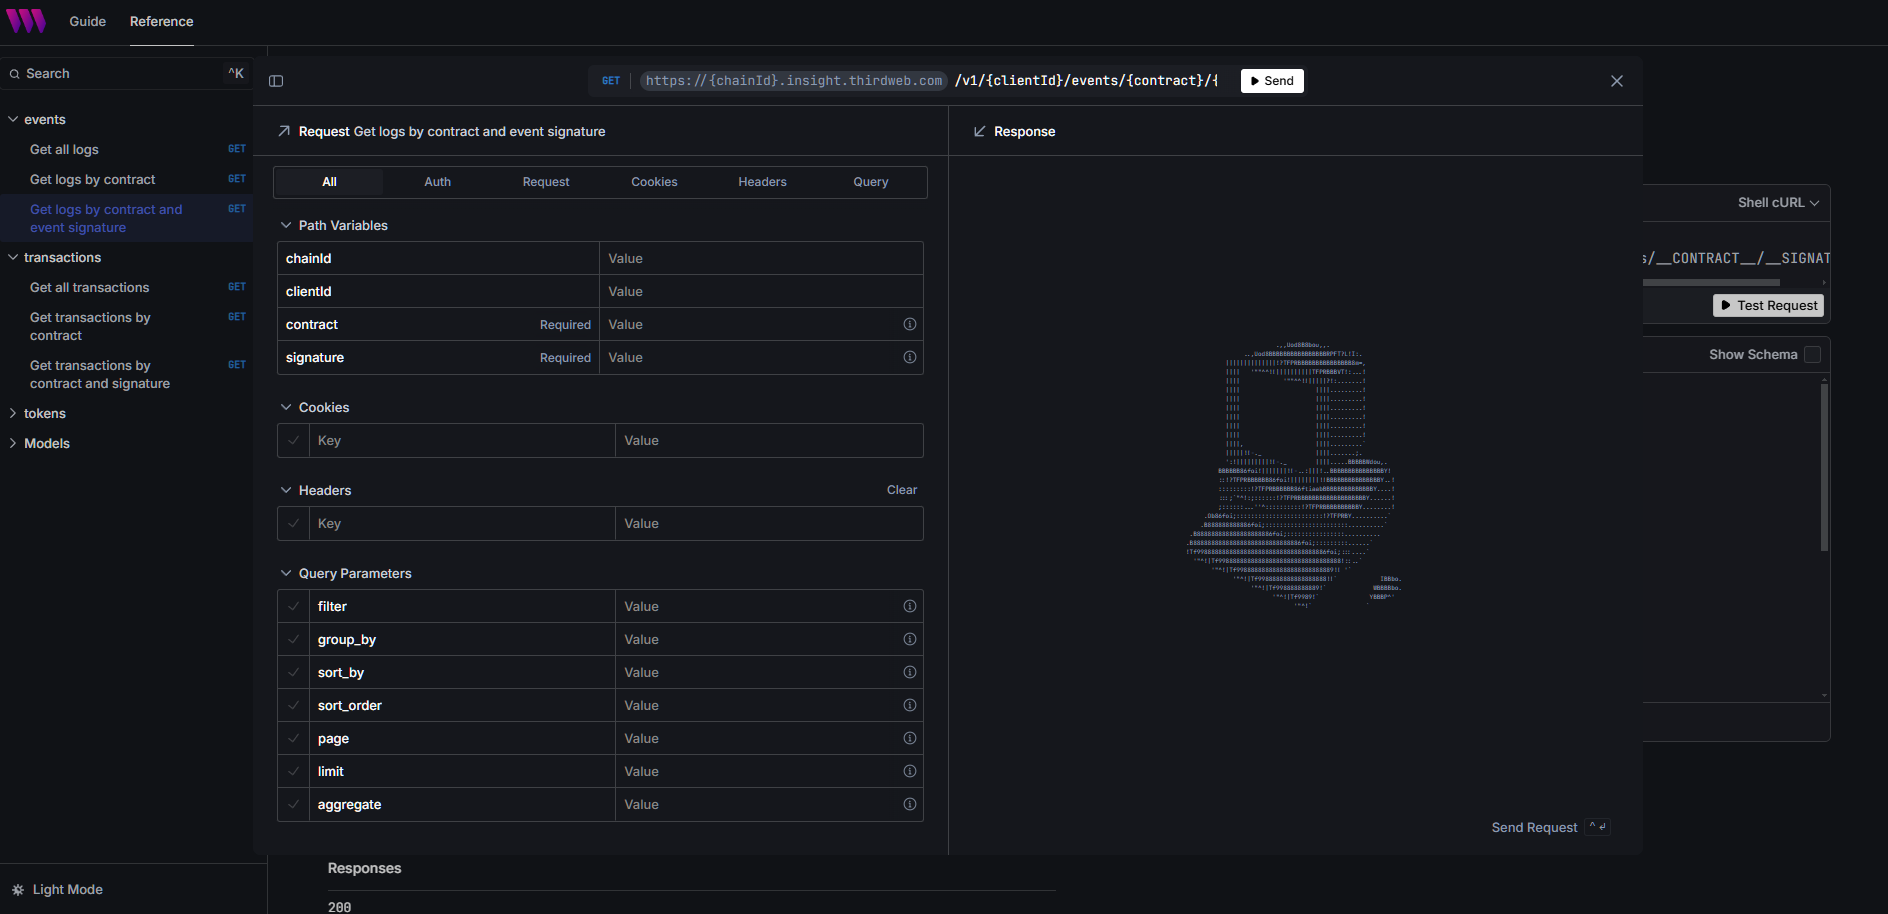 Guide
Reference
Search
^K
events
Get all logs
GET
Get logs by contract
GET
Get logs by contract and
event signature
GET
transactions
Get all transactions
GET
Get transactions by
contract
GET
Get transactions by
contract and signature
GET
tokens
Models
Light Mode
GET
https://{chainId}.insight.thirdweb.com
/v1/{clientId}/events/{contract}/{
Send
Request Get logs by contract and event signature
All
Auth
Request
Cookies
Headers
Query
Path Variables
chainId
Value
clientId
Value
contract
Required
Value
signature
Required
Value
Cookies
Key
Value
Headers
Clear
Key
Value
Query Parameters
filter
Value
group_by
Value
sort_by
Value
sort_order
Value
page
Value
limit
Value
aggregate
Value
Response
Send Request
^ ↵
Shell cURL
s/__CONTRACT__/__SIGNAT
Test Request
Show Schema
Responses
200